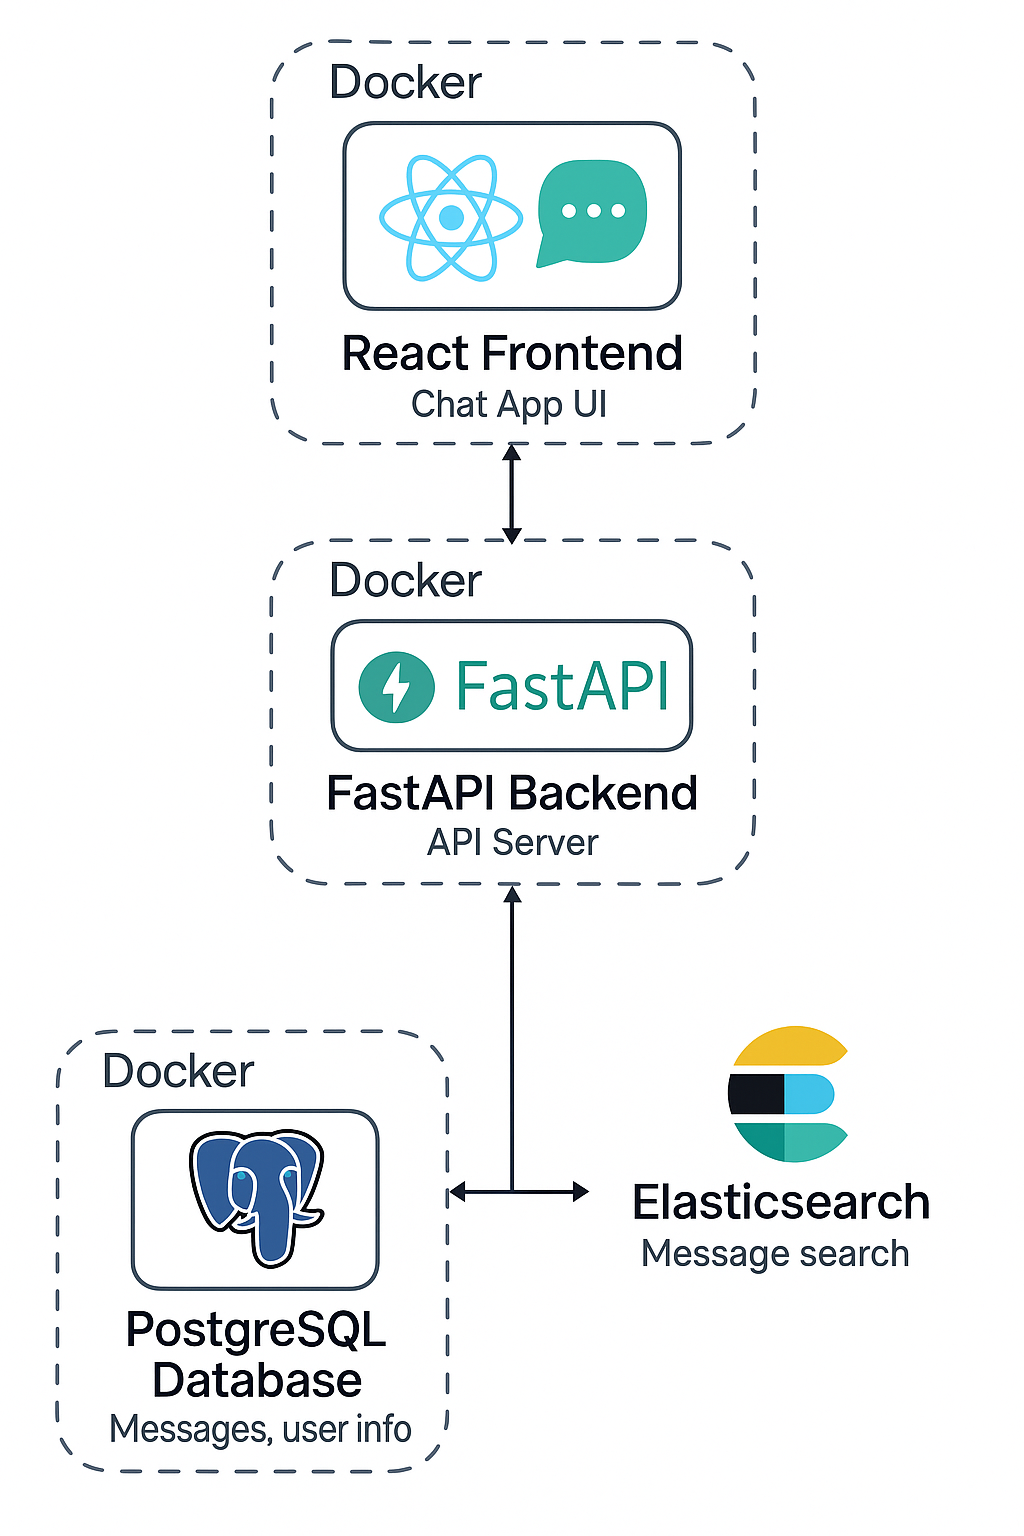 Docker
React Frontend
Chat App UI
Docker
FastAPI
FastAPI Backend
API Server
Docker
PostgreSQL
Database
Messages, user info
Elasticsearch
Message search